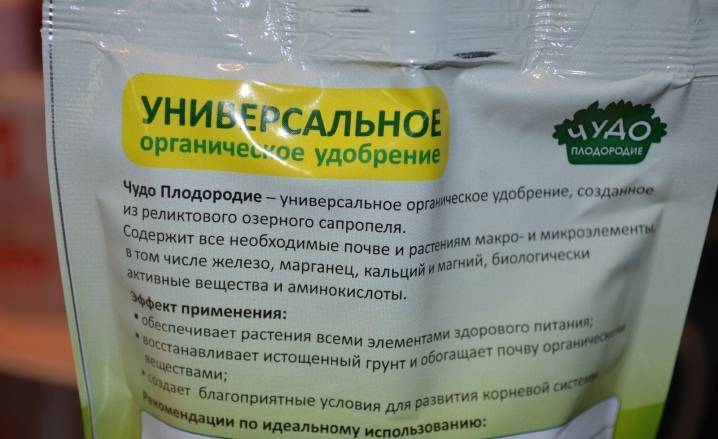 УНИВЕРСАЛЬНОЕ
органическое удобрение
ЧУДО
ПЛОДОРОДИЕ
Чудо Плодородие – универсальное органическое удобрение, созданное
из реликтового озерного сапропеля.
Содержит все необходимые почве и растениям макро- и микроэлементы,
в том числе железо, марганец, кальций и магний, биологически
активные вещества и аминокислоты.
Эффект применения:
• обеспечивает растения всеми элементами здорового питания;
• восстанавливает истощенный грунт и обогащает почву органическими
веществами;
• создает благоприятные условия для развития корневой системы
Рекомендации по идеальному использованию: